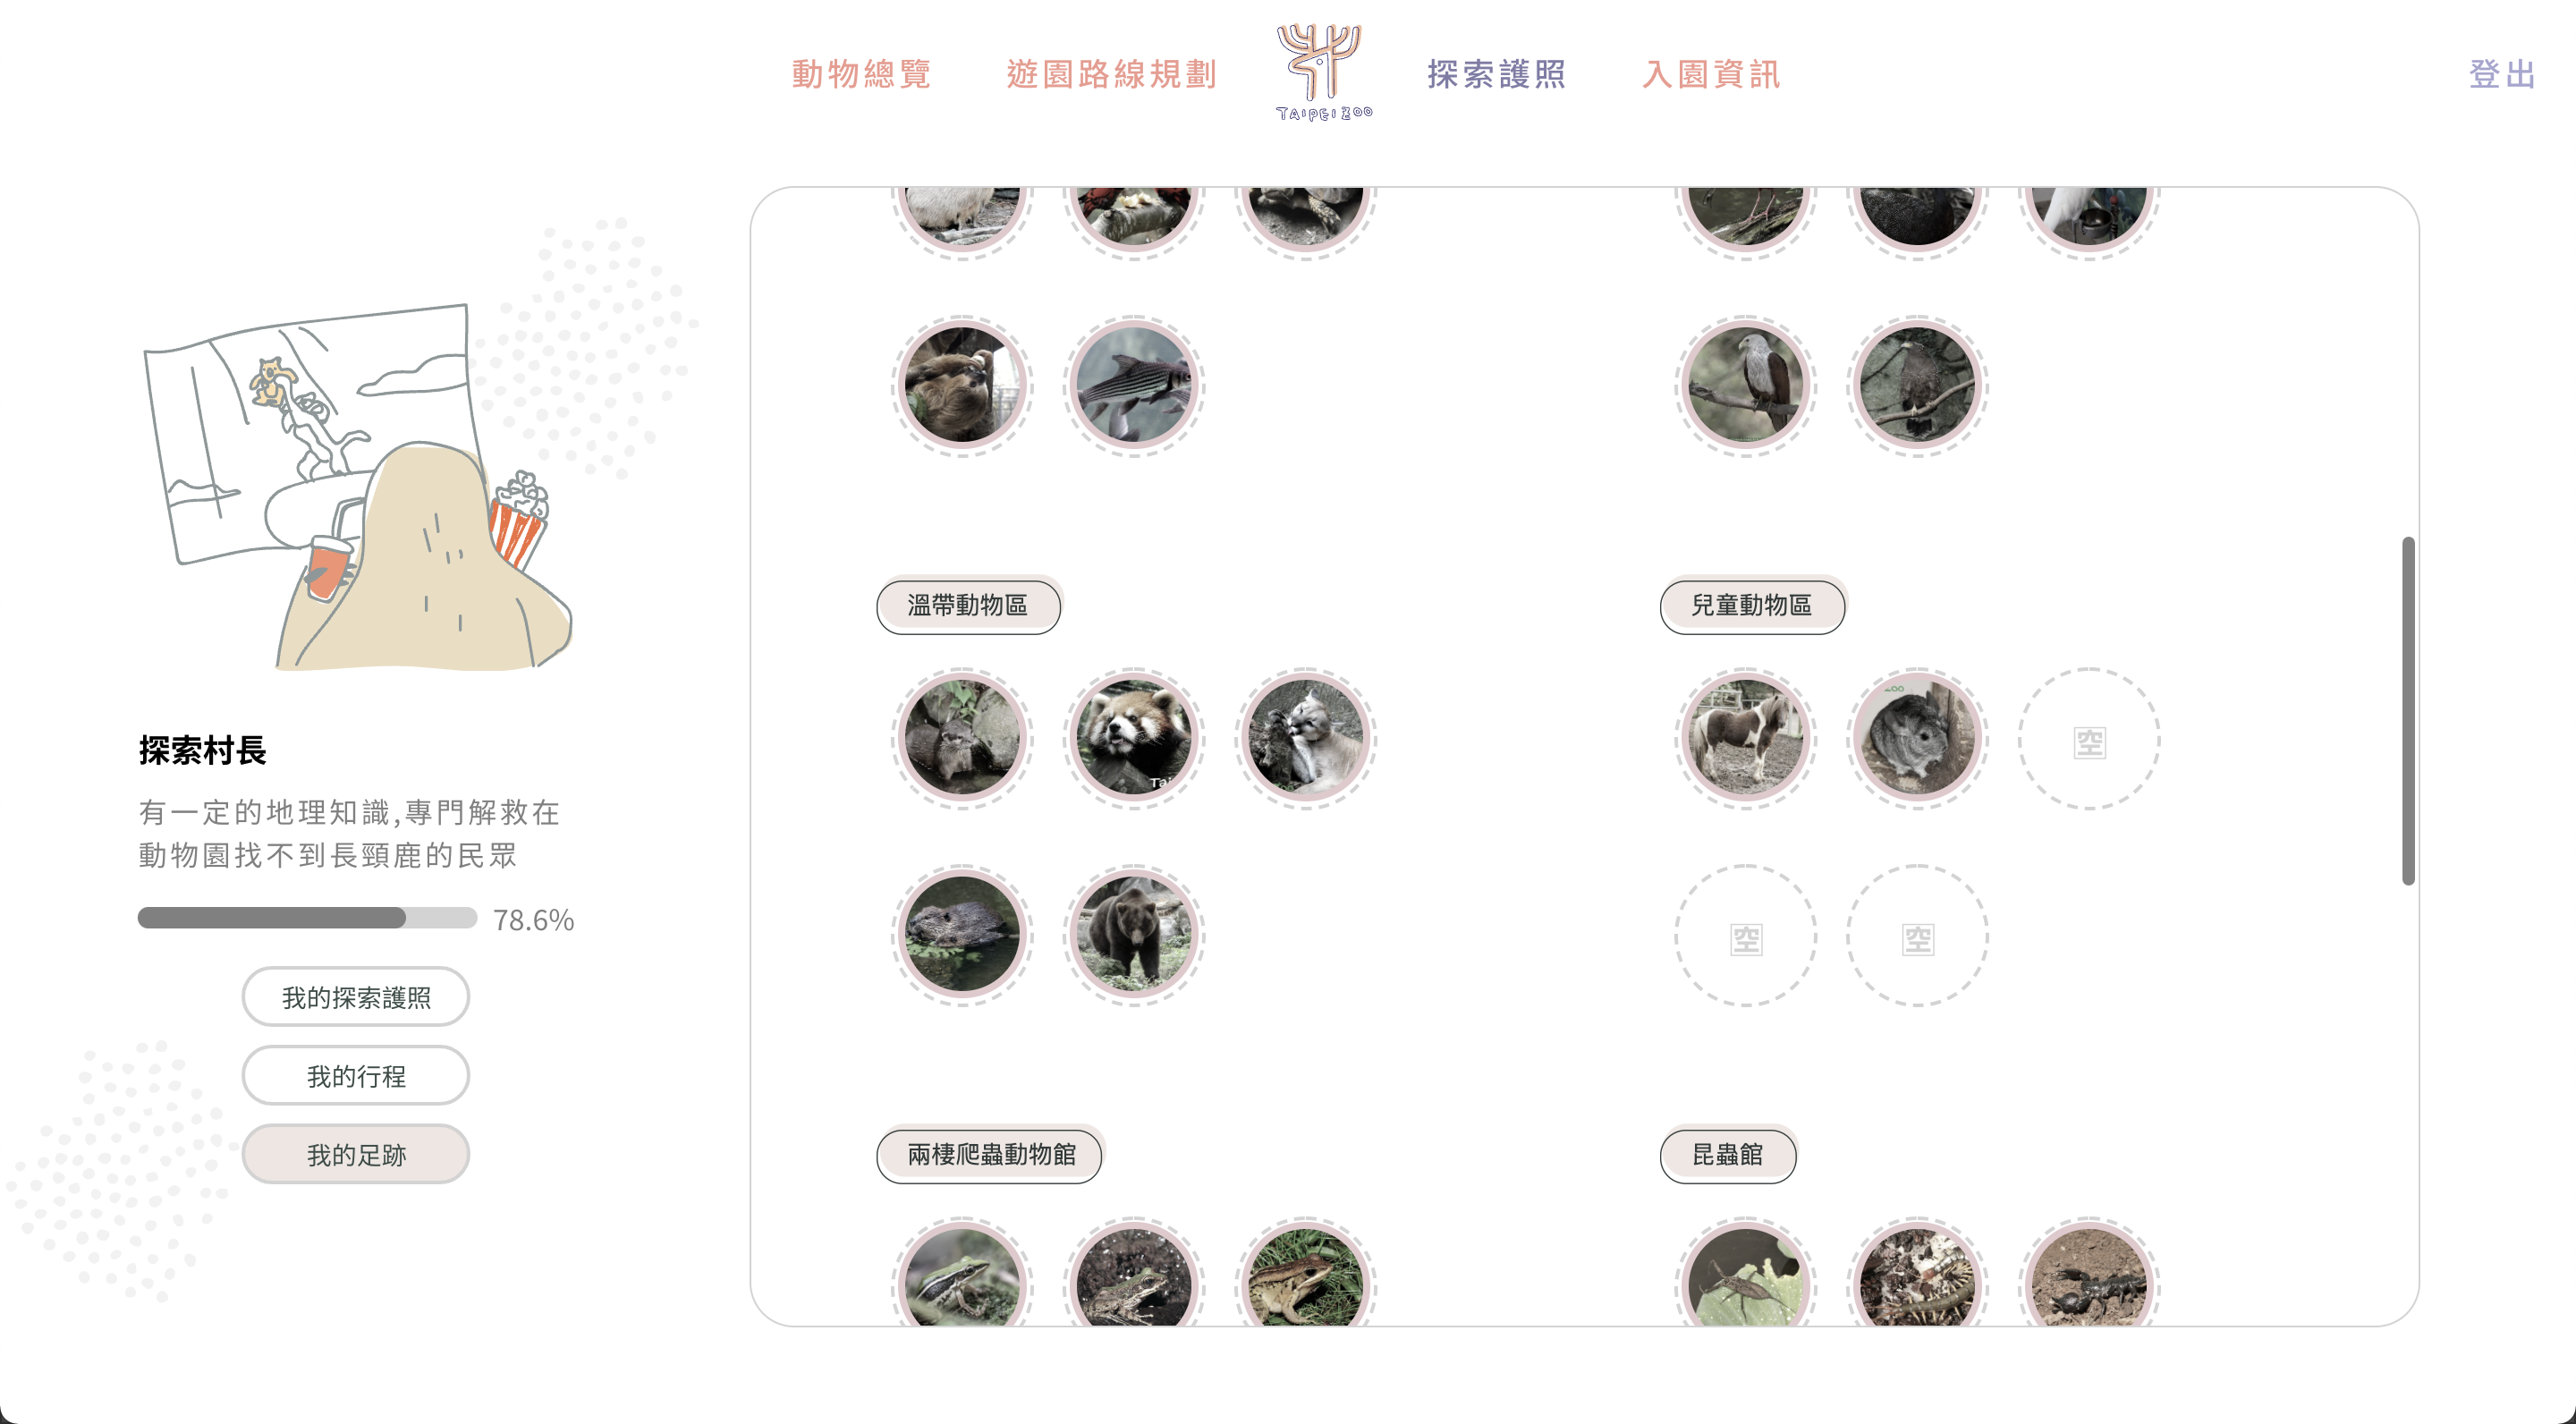 動物總覽
遊園路線規劃
TAIPEI ZOO
探索護照
入園資訊
登出
探索村長
有一定的地理知識,專門解救在
動物園找不到長頸鹿的民眾
78.6%
我的探索護照
我的行程
我的足跡
溫帶動物區
Tai
兒童動物區
zoo
空
空
空
兩棲爬蟲動物館
昆蟲館